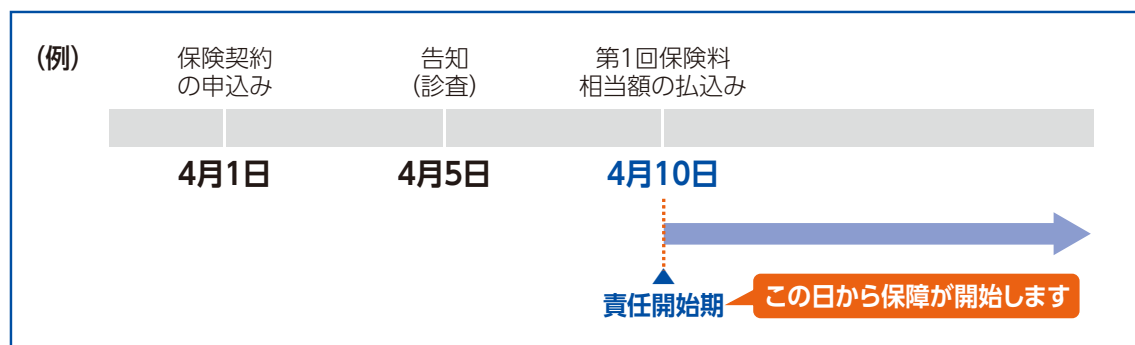 (例)
保険契約
の申込み
告知
(診査)
第1回保険料
相当額の払込み
4月1日
4月5日
4月10日
責任開始期
この日から保障が開始します